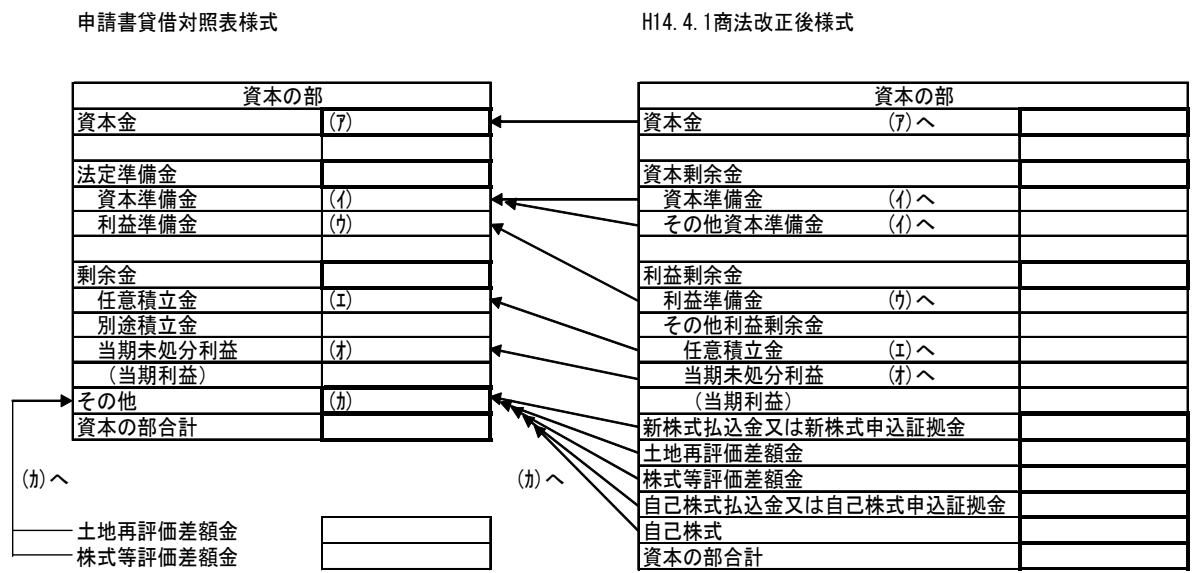 申請書貸借対照表様式
H14.4.1商法改正後様式
資本の部
資本金 (ｱ)
法定準備金
資本準備金 (ｲ)
利益準備金 (ｳ)
剰余金
任意積立金 (ｴ)
別途積立金
当期未処分利益 (ｵ)
（当期利益）
その他 (ｶ)
資本の部合計
(ｶ)へ
土地再評価差額金
株式等評価差額金
資本の部
資本金 (ｱ)へ
資本剰余金
資本準備金 (ｲ)へ
その他資本準備金 (ｲ)へ
利益剰余金
利益準備金 (ｳ)へ
その他利益剰余金
任意積立金 (ｴ)へ
当期未処分利益 (ｵ)へ
（当期利益）
新株式払込金又は新株式申込証拠金
土地再評価差額金
(ｶ)へ
株式等評価差額金
自己株式払込金又は自己株式申込証拠金
自己株式
資本の部合計